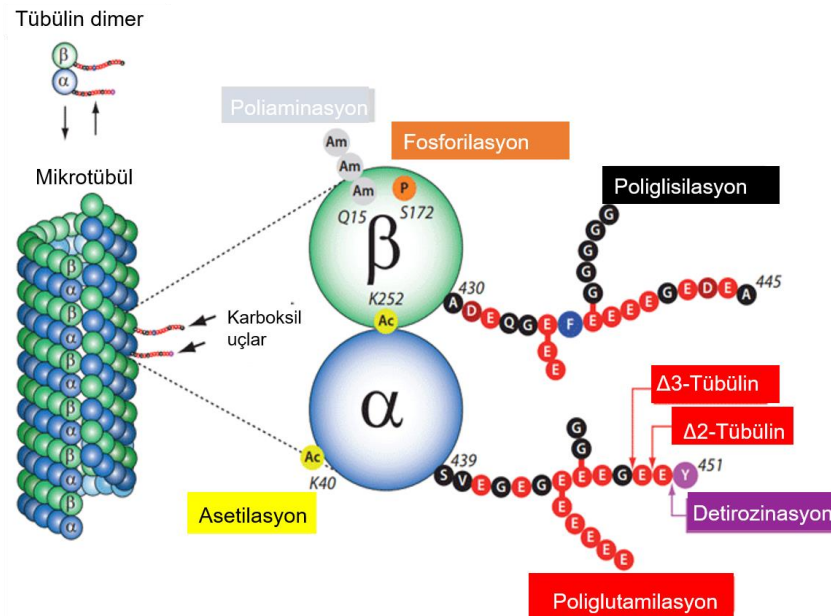 Tübülin dimer
β
α
Mikrotübül
β
α
β
α
β
α
β
α
β
α
β
α
Karboksil
uçlar
Poliaminasyon
Fosforilasyon
Poliglisilasyon
Am
Am
Am
P
Q15
S172
β
K252
Ac
α
Ac
K40
Asetilasyon
430
A D E Q G E F E E E E G E D E A
445
E
E
G
G
G
G
G
G
Δ3-Tübülin
Δ2-Tübülin
439
S V E G E G E E E G E E Y
451
G
G
E
E
E
E
E
E
Detirozinasyon
Poliglutamilasyon